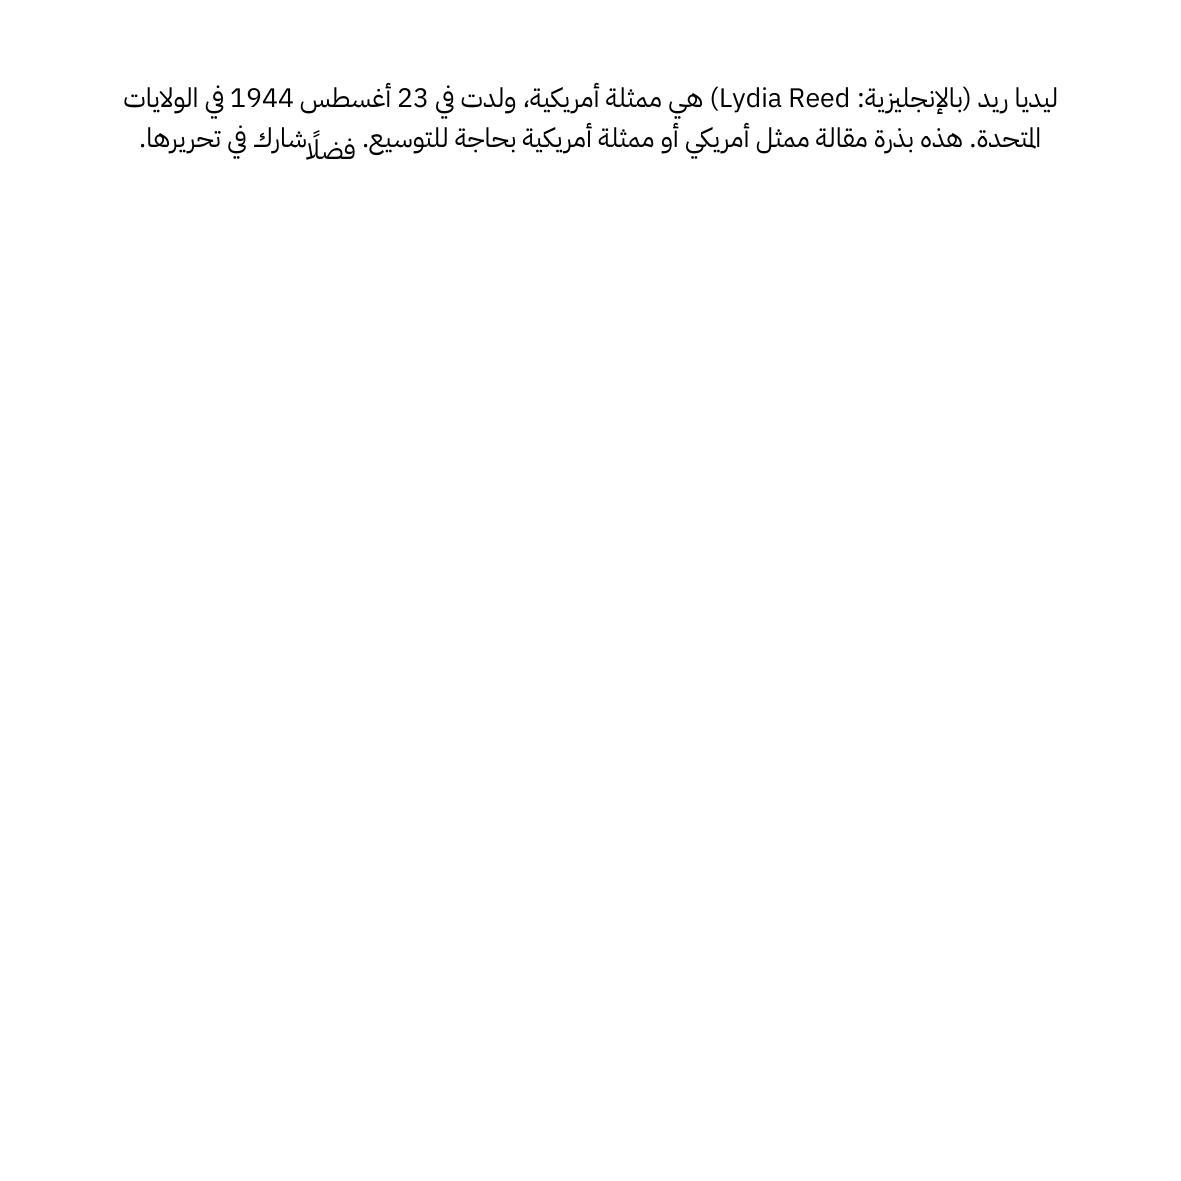 ليديا ريد (بالإنجليزية: Lydia Reed) هي ممثلة أمريكية، ولدت في 23 أغسطس 1944 في الولايات
المتحدة. هذه بذرة مقالة ممثل أمريكي أو ممثلة أمريكية بحاجة للتوسيع. فضلًا شارك في تحريرها.